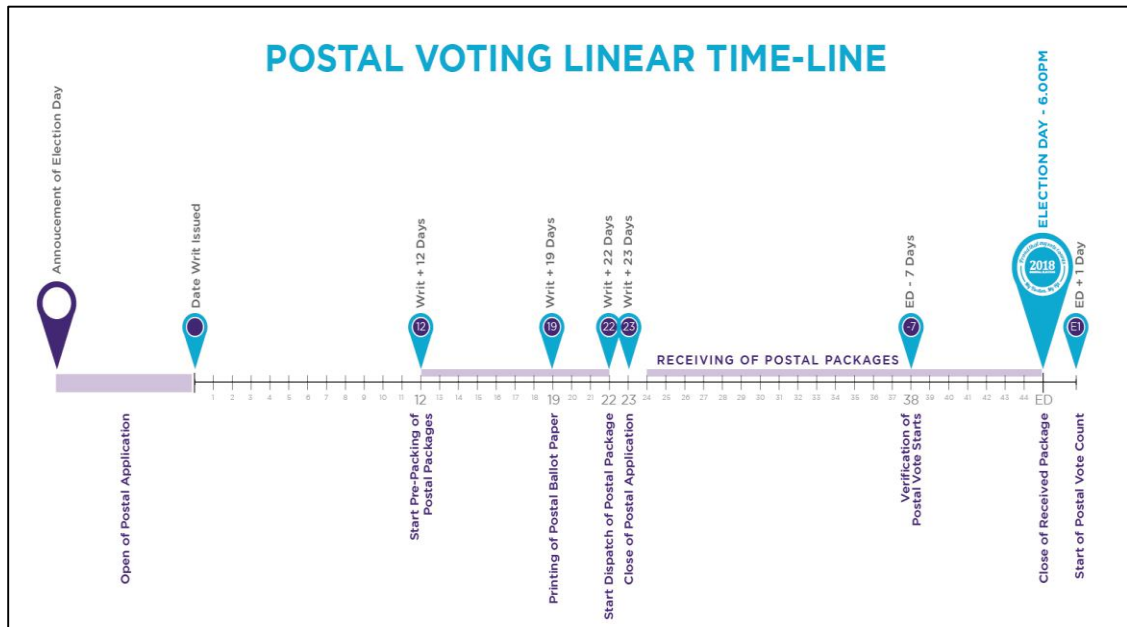 POSTAL VOTING LINEAR TIME-LINE
Annoucement of Election Day
Date Writ Issued
Writ + 12 Days
Writ + 19 Days
Writ + 22 Days
Writ + 23 Days
ED - 7 Days
ELECTION DAY - 6.00PM
ED + 1 Day
12
19
22
23
-7
2018
E1
RECEIVING OF POSTAL PACKAGES
1 2 3 4 5 6 7 8 9 10 11 12 13 14 15 16 17 18 19 20 21 22 23 24 25 26 27 28 29 30 31 32 33 34 35 36 37 38 39 40 41 42 43 44 ED
Open of Postal Application
Start Pre-Packing of
Postal Packages
Printing of Postal Ballot Paper
Start Dispatch of Postal Package
Close of Postal Application
Verification of
Postal Vote Starts
Close of Received Package
Start of Postal Vote Count